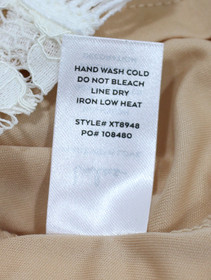 HAND WASH COLD
DO NOT BLEACH
LINE DRY
IRON LOW HEAT
STYLE# XT8948
PO# 108480